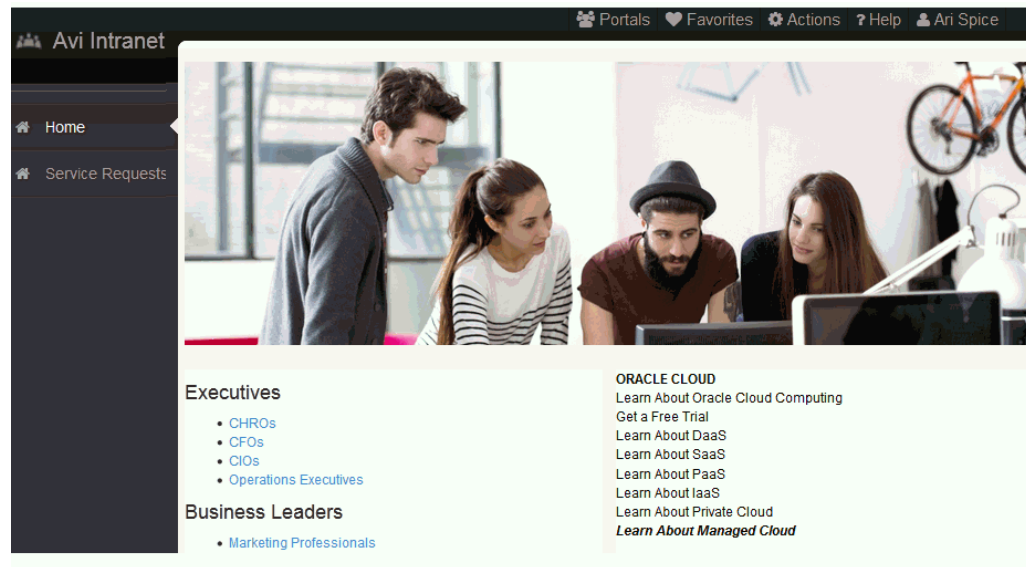 Portals Favorites Actions ? Help Ari Spice
Avi Intranet
Home
Service Requests
Executives
• CHROs
• CFOs
• CIOs
• Operations Executives
Business Leaders
• Marketing Professionals
ORACLE CLOUD
Learn About Oracle Cloud Computing
Get a Free Trial
Learn About DaaS
Learn About SaaS
Learn About PaaS
Learn About IaaS
Learn About Private Cloud
Learn About Managed Cloud